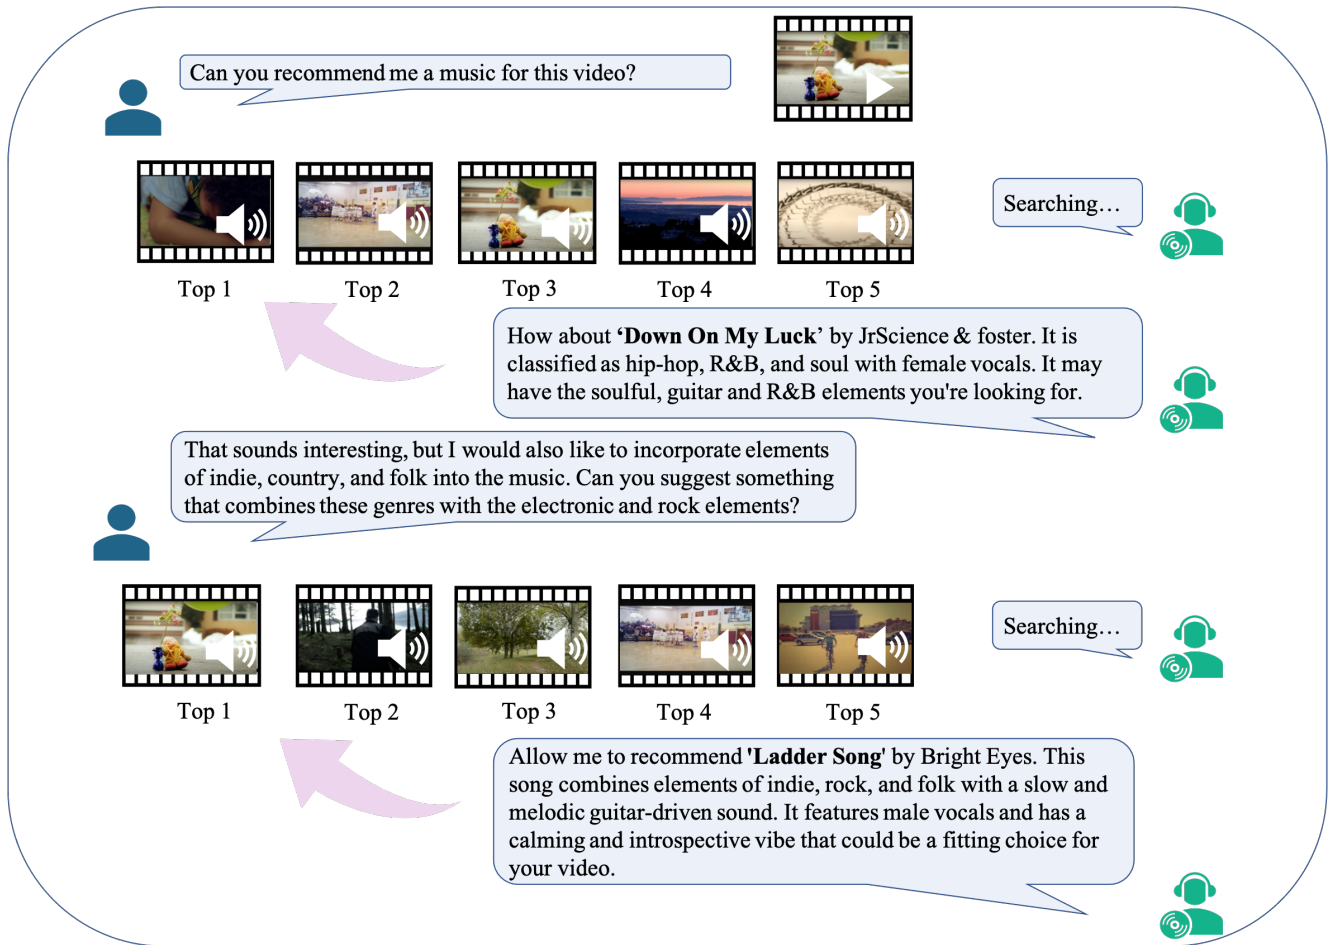 Can you recommend me a music for this video?
Searching…
Top 1
Top 2
Top 3
Top 4
Top 5
How about ‘Down On My Luck’ by JrScience & foster. It is
classified as hip-hop, R&B, and soul with female vocals. It may
have the soulful, guitar and R&B elements you're looking for.
That sounds interesting, but I would also like to incorporate elements
of indie, country, and folk into the music. Can you suggest something
that combines these genres with the electronic and rock elements?
Searching…
Top 1
Top 2
Top 3
Top 4
Top 5
Allow me to recommend 'Ladder Song' by Bright Eyes. This
song combines elements of indie, rock, and folk with a slow and
melodic guitar-driven sound. It features male vocals and has a
calming and introspective vibe that could be a fitting choice for
your video.